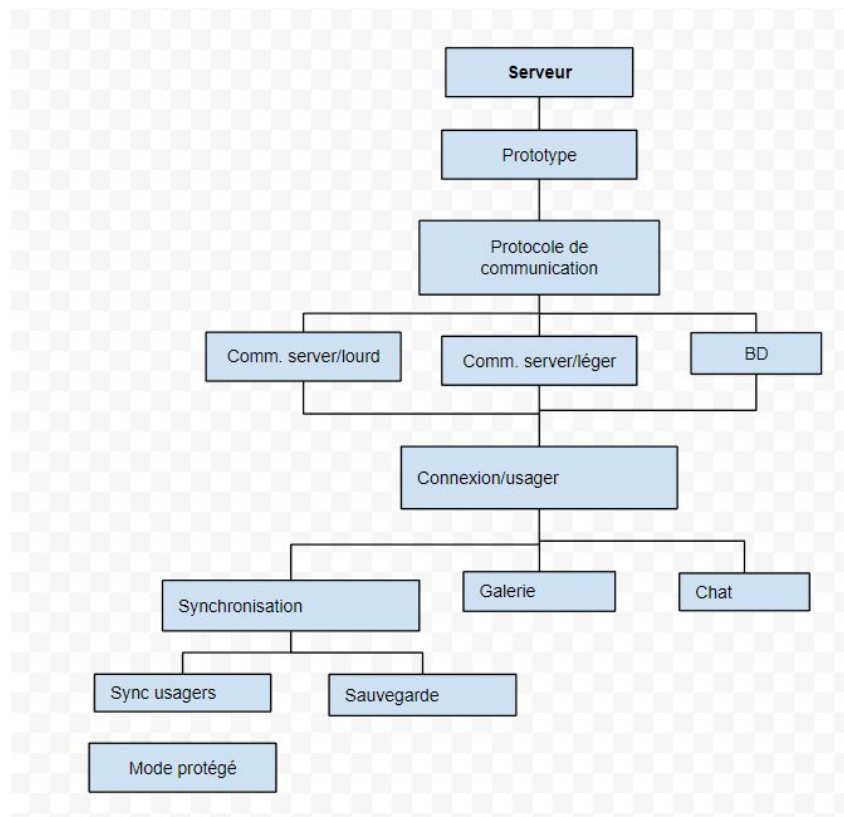 Serveur
Prototype
Protocole de
communication
Comm. server/lourd
Comm. server/léger
BD
Connexion/usager
Synchronisation
Galerie
Chat
Sync usagers
Sauvegarde
Mode protégé